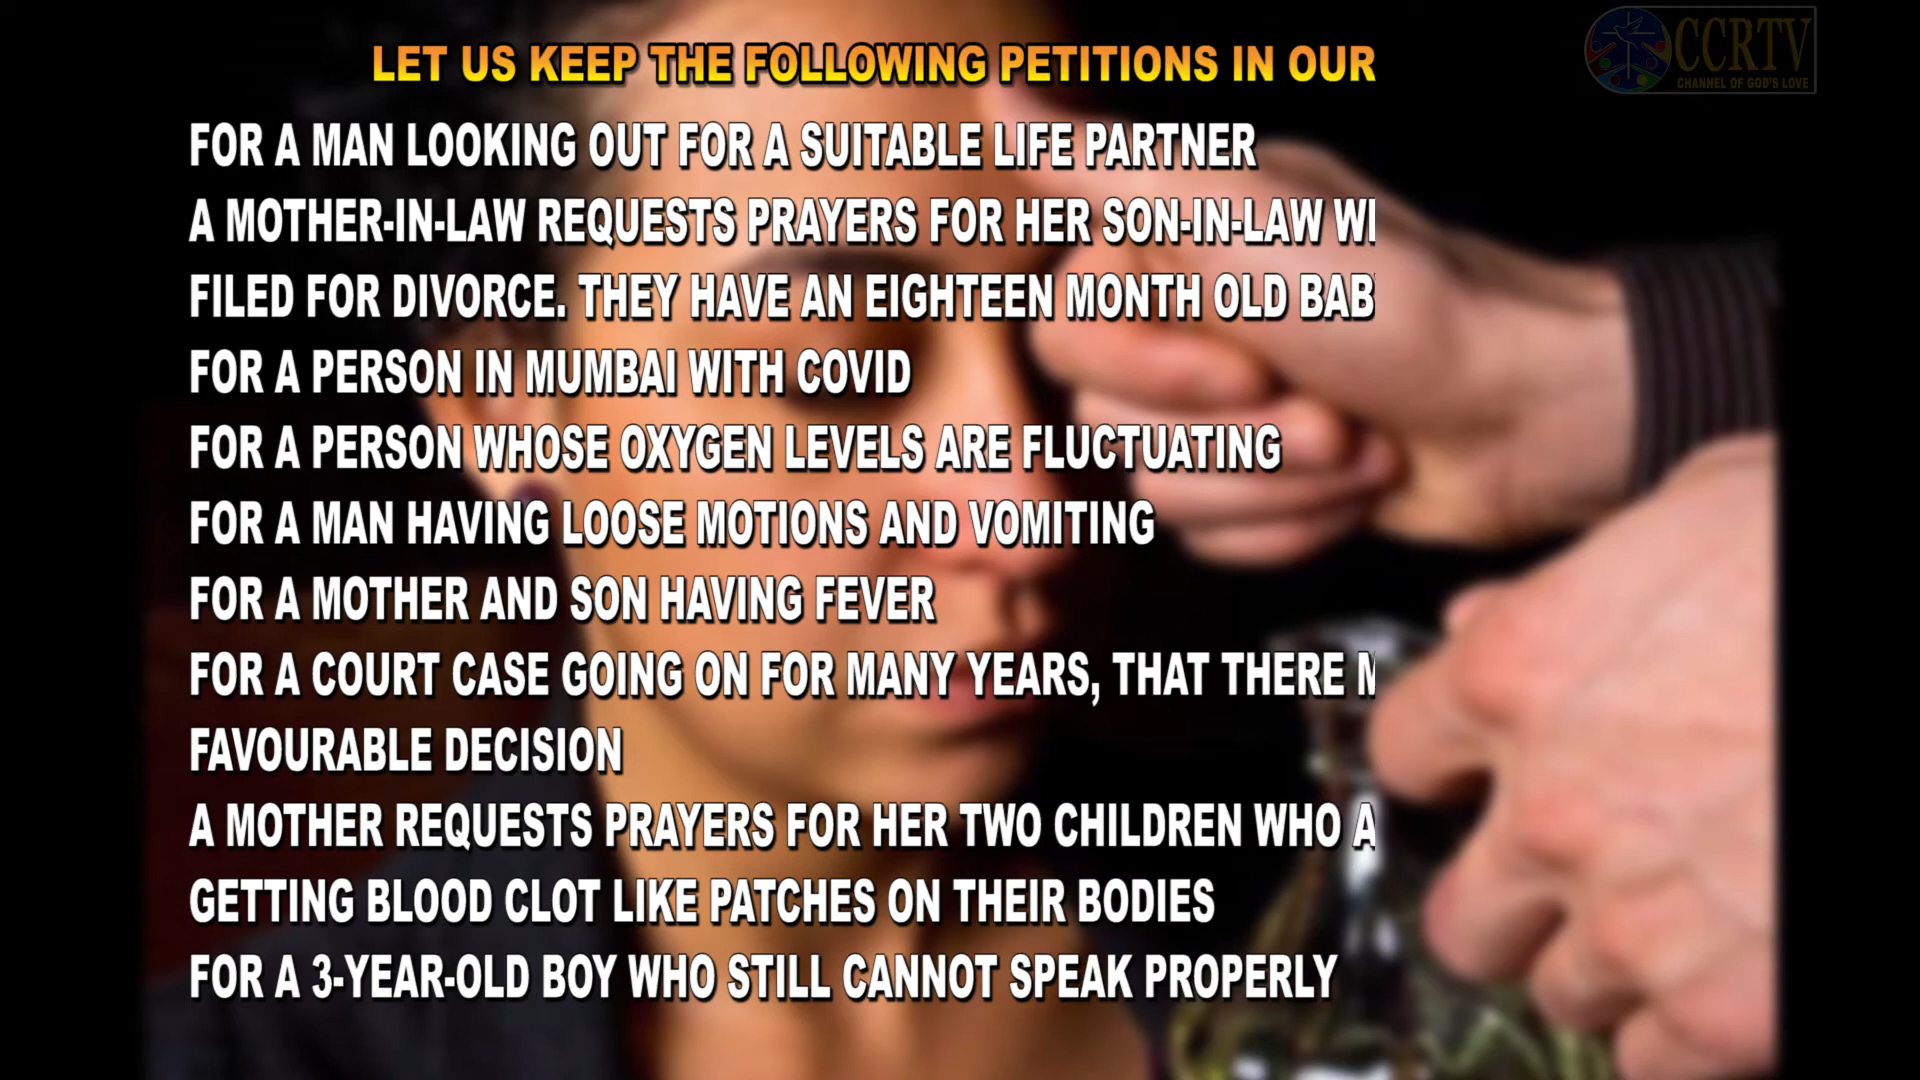 LET US KEEP THE FOLLOWING PETITIONS IN OUR
CCRTV
CHANNEL OF GOD'S LOVE
FOR A MAN LOOKING OUT FOR A SUITABLE LIFE PARTNER
A MOTHER-IN-LAW REQUESTS PRAYERS FOR HER SON-IN-LAW
FILED FOR DIVORCE. THEY HAVE AN EIGHTEEN MONTH OLD
FOR A PERSON IN MUMBAI WITH COVID
FOR A PERSON WHOSE OXYGEN LEVELS ARE FLUCTUATING
FOR A MAN HAVING LOOSE MOTIONS AND VOMITING
FOR A MOTHER AND SON HAVING FEVER
FOR A COURT CASE GOING ON FOR MANY YEARS, THAT THERE
FAVOURABLE DECISION
A MOTHER REQUESTS PRAYERS FOR HER TWO CHILDREN WHO
GETTING BLOOD CLOT LIKE PATCHES ON THEIR BODIES
FOR A 3-YEAR-OLD BOY WHO STILL CANNOT SPEAK PROPERLY